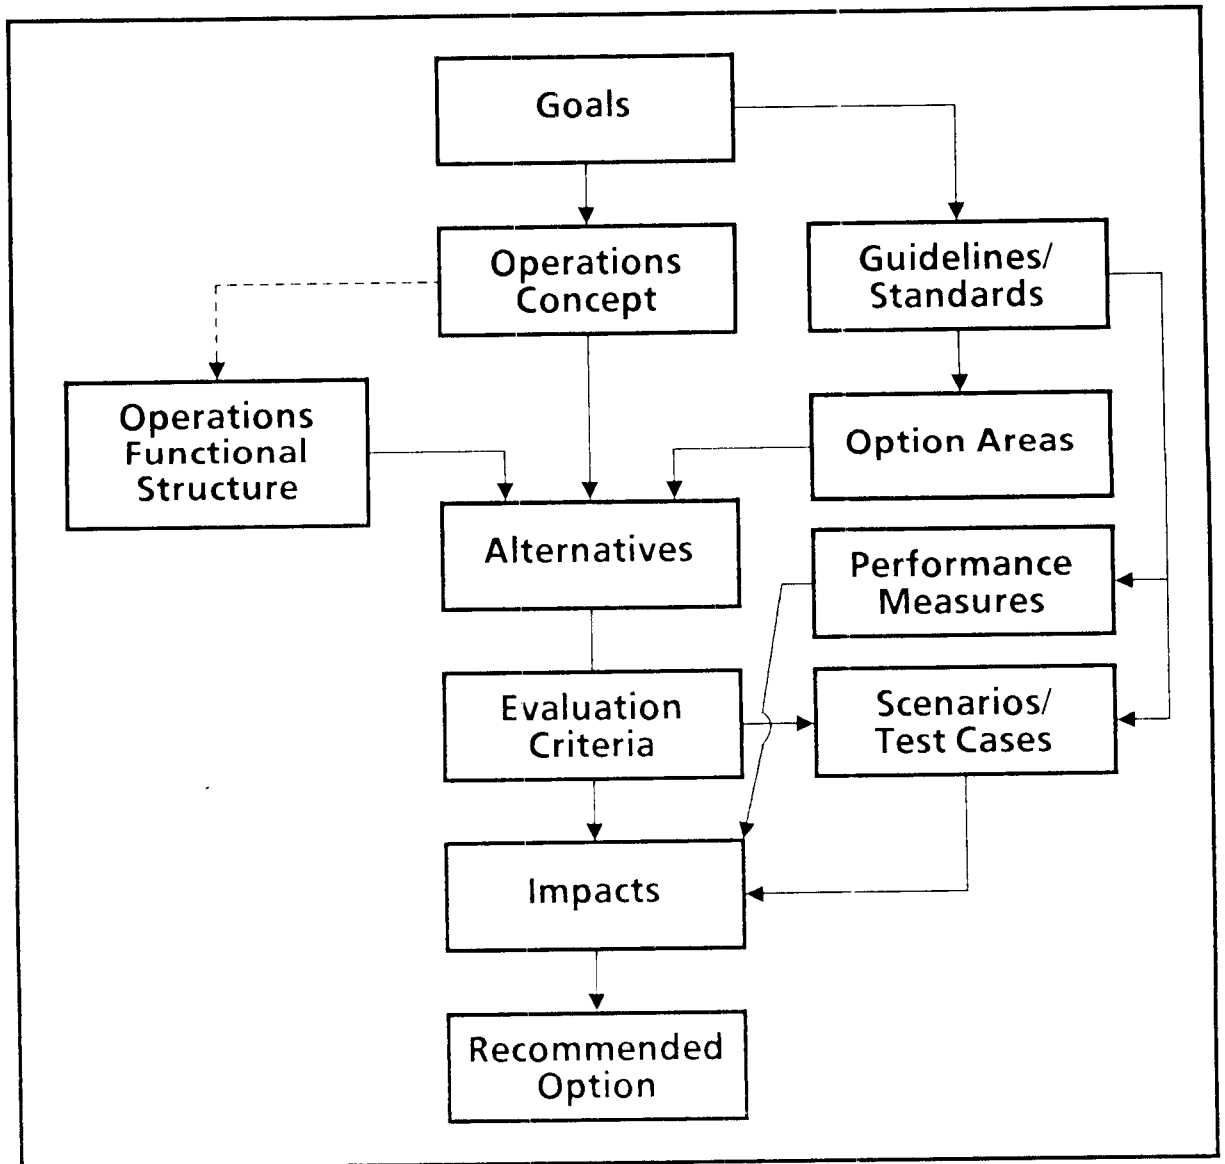 Goals
Operations
Concept
Guidelines/
Standards
Operations
Functional
Structure
Option Areas
Alternatives
Performance
Measures
Evaluation
Criteria
Scenarios/
Test Cases
Impacts
Recommended
Option